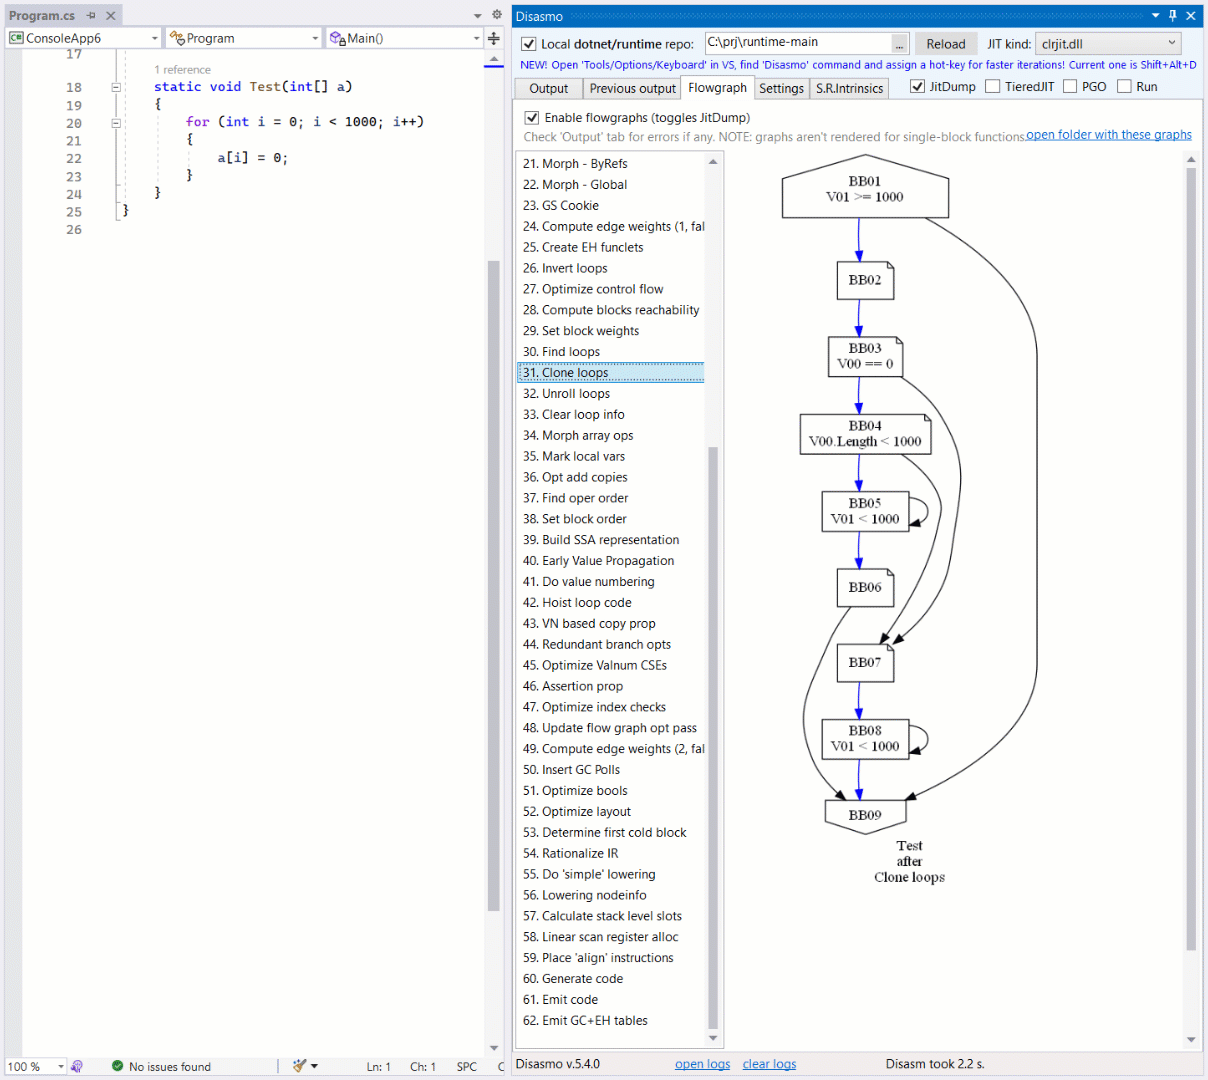 Program.cs
ConsoleApp6
Program
Main()
17
1 reference
18 static void Test(int[] a)
19 {
20 for (int i = 0; i < 1000; i++)
21 {
22 a[i] = 0;
23 }
24 }
25 }
26
100 %
No issues found
Ln: 1
Ch: 1
SPC
Disasmo
Local dotnet/runtime repo:
C:\prj\runtime-main
...
Reload
JIT kind:
clrjit.dll
NEW! Open 'Tools/Options/Keyboard' in VS, find 'Disasmo' command and assign a hot-key for faster iterations! Current one is Shift+Alt+D
Output
Previous output
Flowgraph
Settings
S.R.Intrinsics
JitDump
TieredJIT
PGO
Run
Enable flowgraphs (toggles JitDump)
Check 'Output' tab for errors if any. NOTE: graphs aren't rendered for single-block functions.
open folder with these graphs
21. Morph - ByRefs
22. Morph - Global
23. GS Cookie
24. Compute edge weights (1, fal
25. Create EH funclets
26. Invert loops
27. Optimize control flow
28. Compute blocks reachability
29. Set block weights
30. Find loops
31. Clone loops
32. Unroll loops
33. Clear loop info
34. Morph array ops
35. Mark local vars
36. Opt add copies
37. Find oper order
38. Set block order
39. Build SSA representation
40. Early Value Propagation
41. Do value numbering
42. Hoist loop code
43. VN based copy prop
44. Redundant branch opts
45. Optimize Valnum CSEs
46. Assertion prop
47. Optimize index checks
48. Update flow graph opt pass
49. Compute edge weights (2, fal
50. Insert GC Polls
51. Optimize bools
52. Optimize layout
53. Determine first cold block
54. Rationalize IR
55. Do 'simple' lowering
56. Lowering nodeinfo
57. Calculate stack level slots
58. Linear scan register alloc
59. Place 'align' instructions
60. Generate code
61. Emit code
62. Emit GC+EH tables
BB01
V01 >= 1000
BB02
BB03
V00 == 0
BB04
V00.Length < 1000
BB05
V01 < 1000
BB06
BB07
BB08
V01 < 1000
BB09
Test
after
Clone loops
Disasmo v.5.4.0
open logs
clear logs
Disasm took 2.2 s.